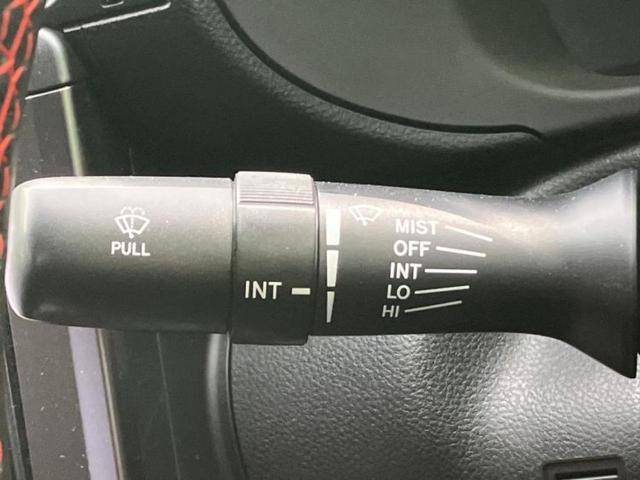 PULL
INT
MIST
OFF
INT
LO
HI